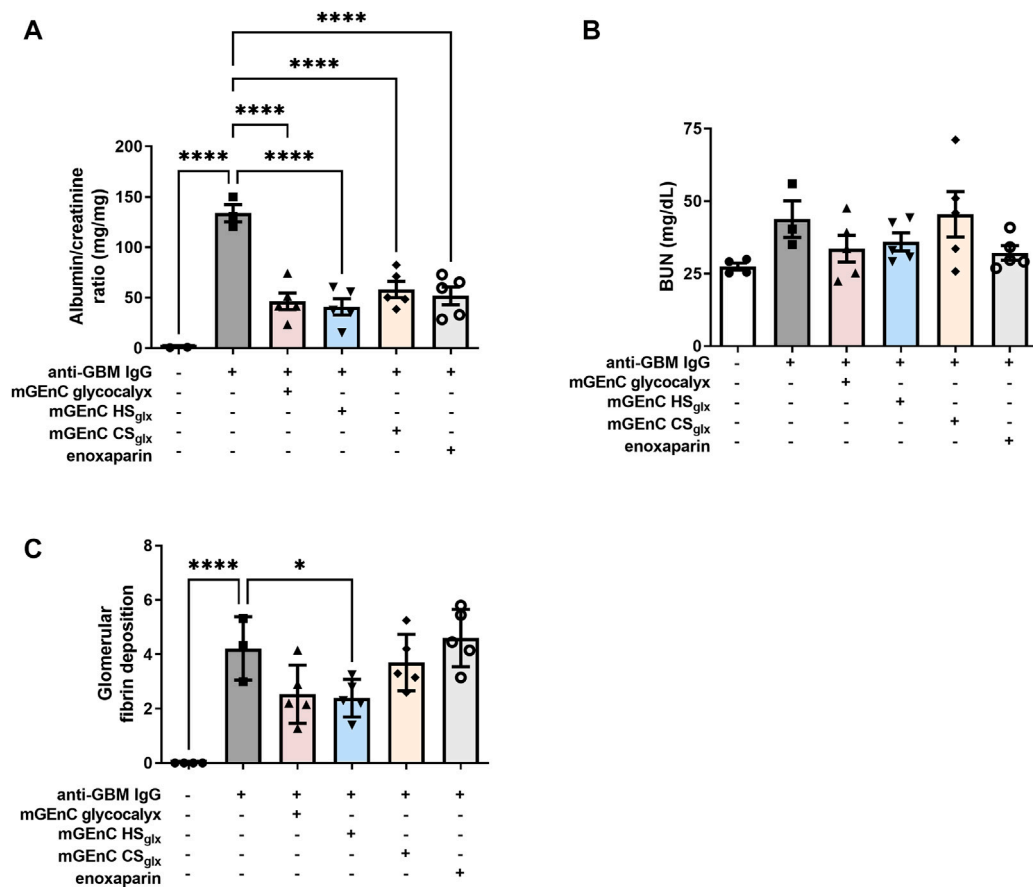 A
****
****
****
**** ****
200
150
100
50
0
Albumin/creatinine
ratio (mg/mg)
anti-GBM IgG - + + + + +
mGEnC glycocalyx - - + - - -
mGEnC HSglx - - - + - -
mGEnC CSglx - - - - + -
enoxaparin - - - - - +
B
75
50
25
0
BUN (mg/dL)
anti-GBM IgG - + + + + +
mGEnC glycocalyx - - + - - -
mGEnC HSglx - - - + - -
mGEnC CSglx - - - - + -
enoxaparin - - - - - +
C
**** *
8
6
4
2
0
Glomerular
fibrin deposition
anti-GBM IgG - + + + + +
mGEnC glycocalyx - - + - - -
mGEnC HSglx - - - + - -
mGEnC CSglx - - - - + -
enoxaparin - - - - - +